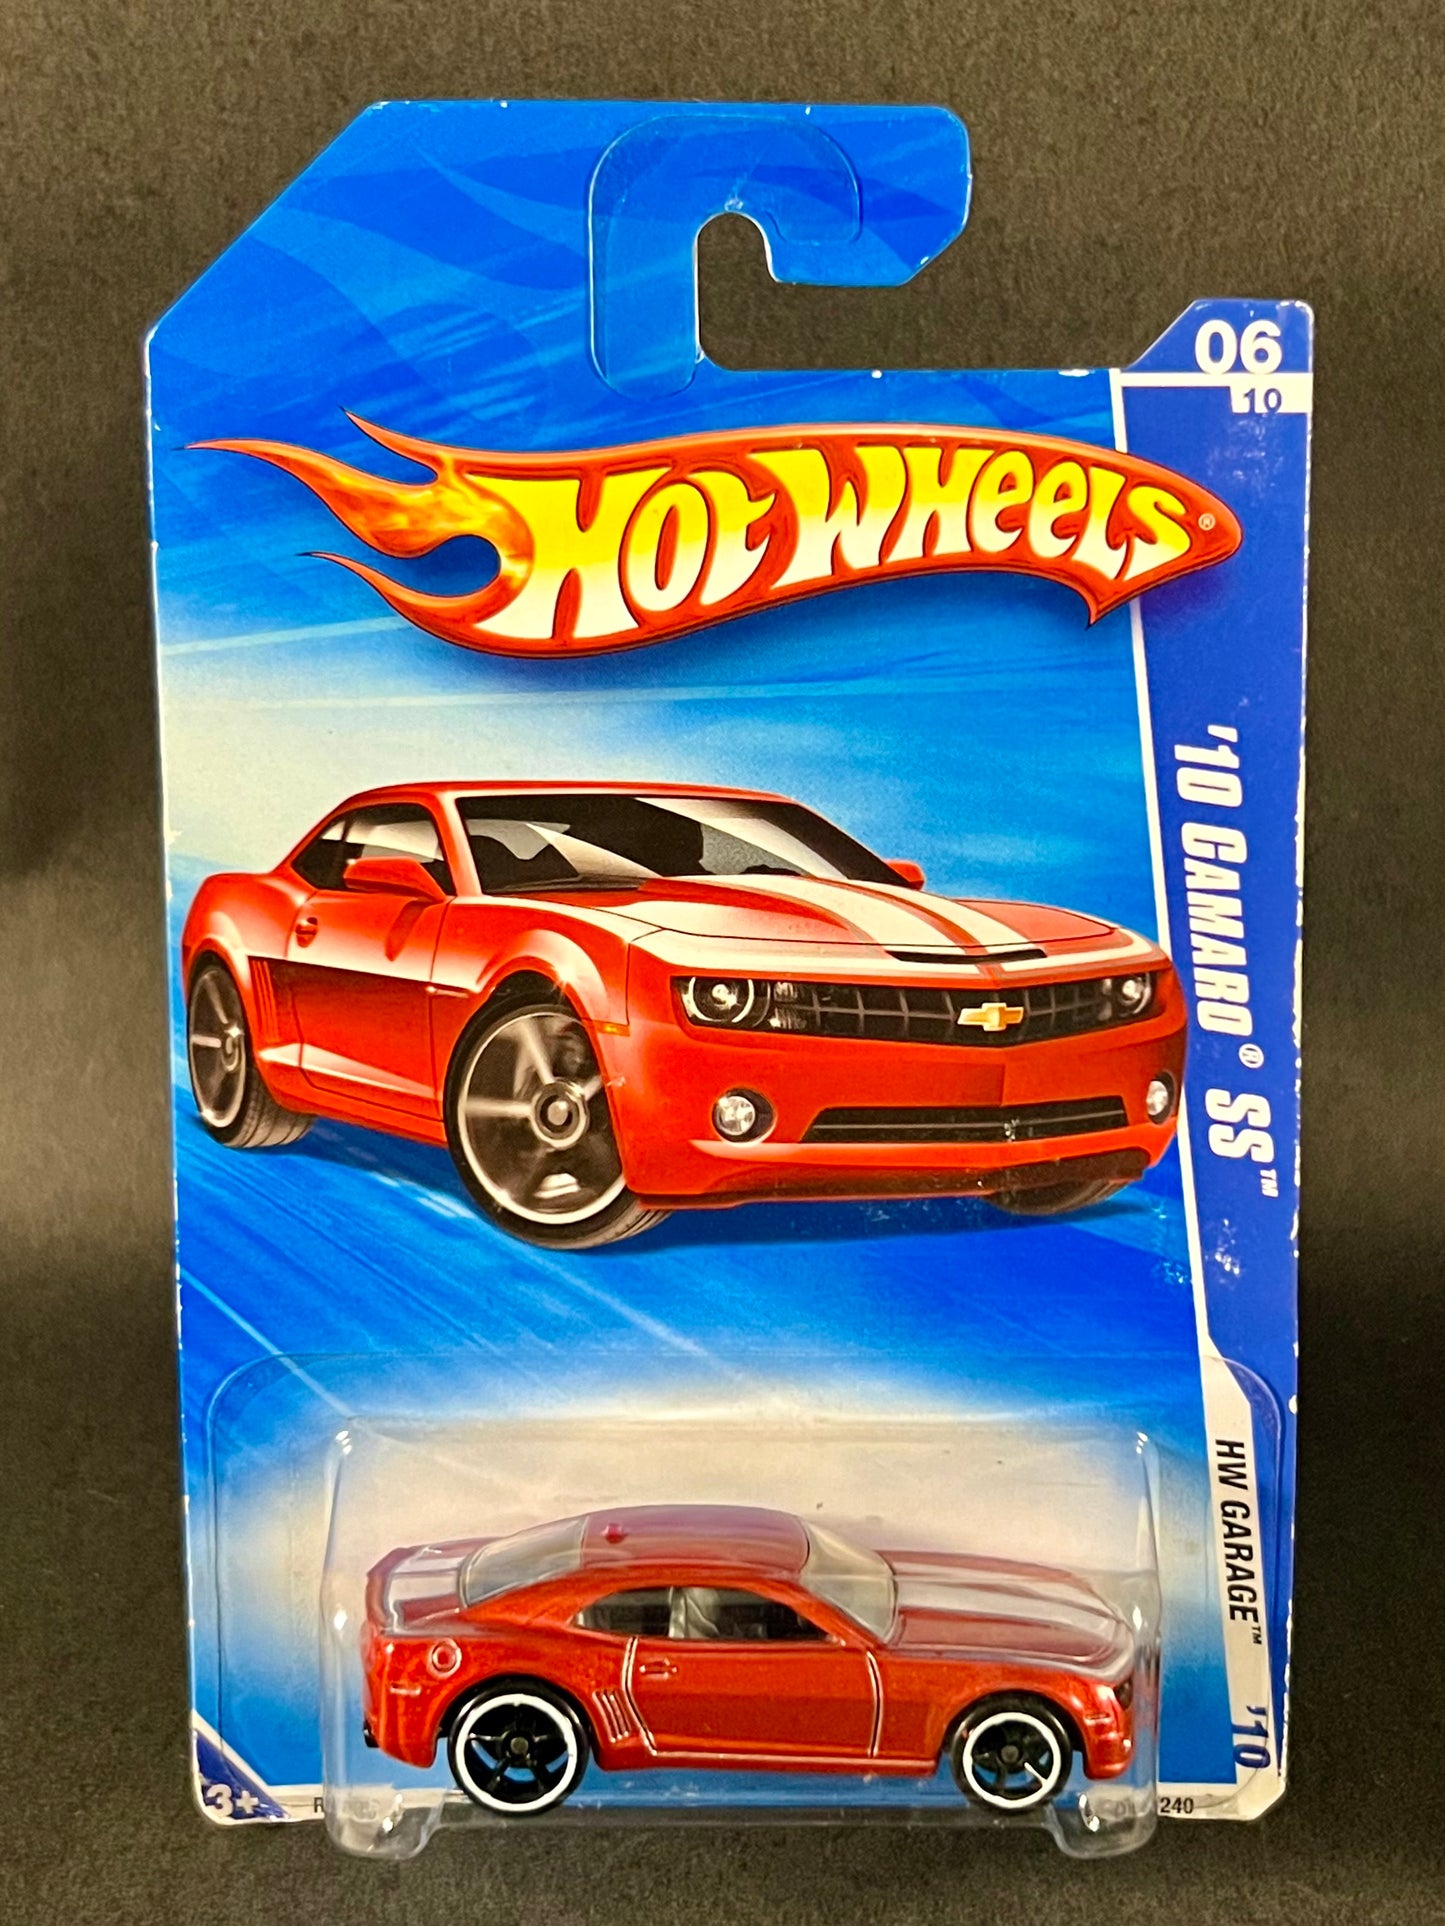 06
10
HOT WHEELS®
'10 CAMARO® SS™
HW GARAGE™ '10
3+
240